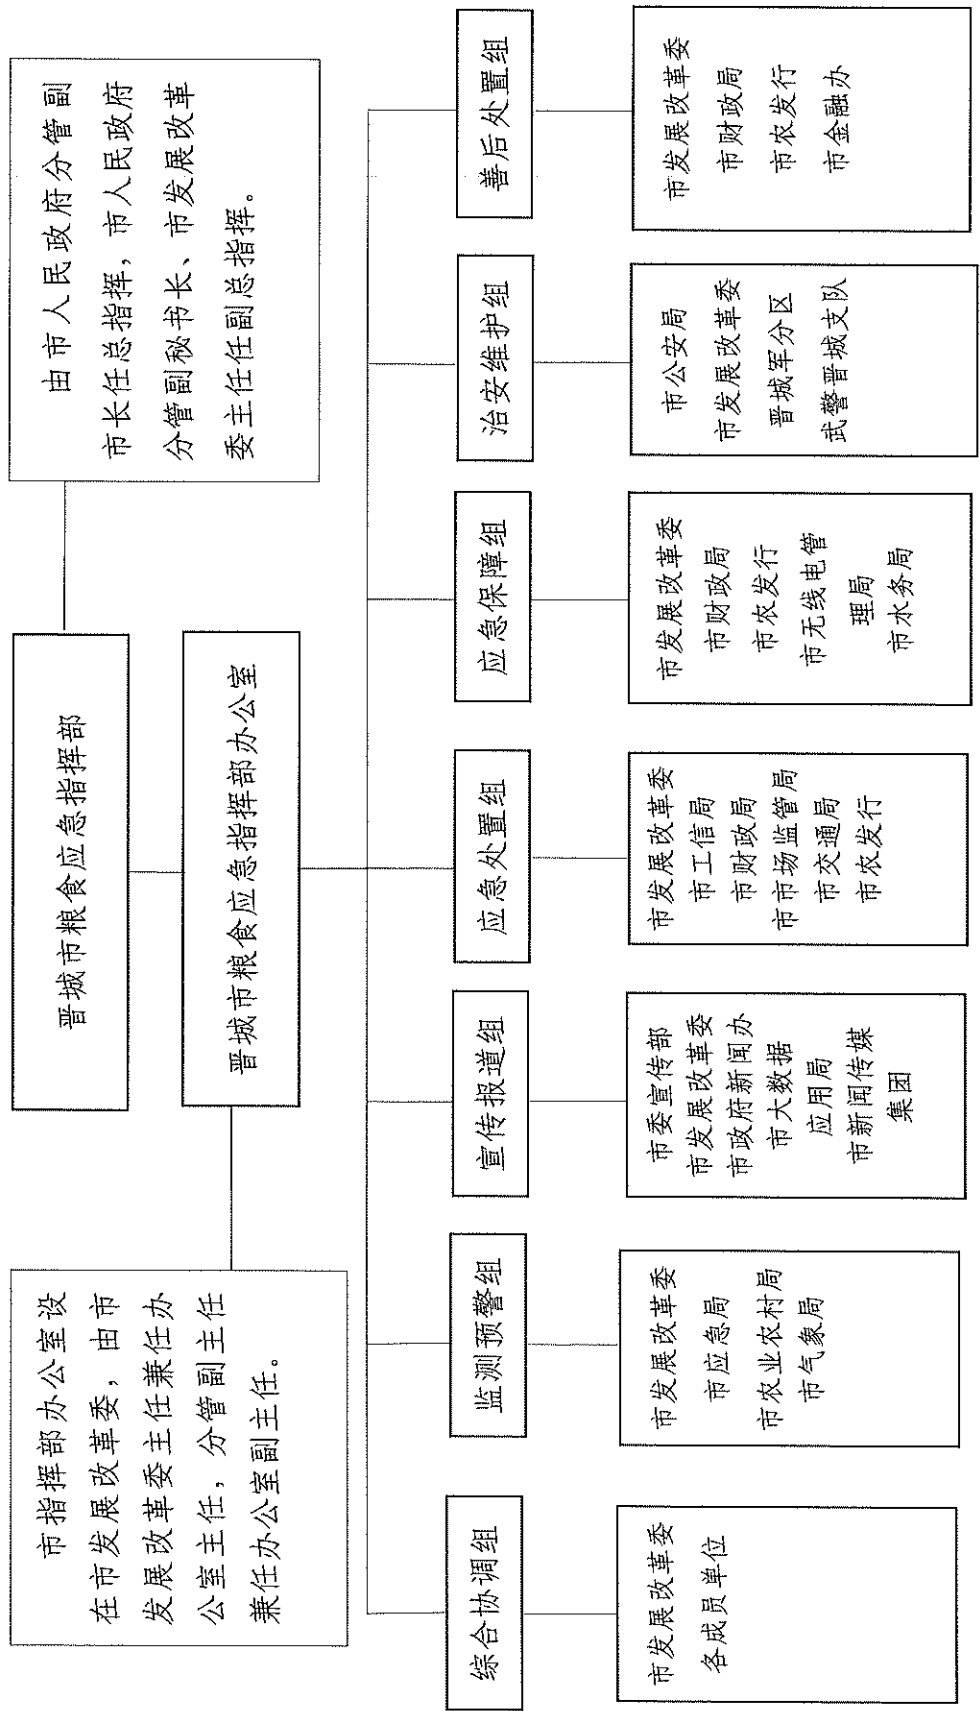 晋城市粮食应急指挥部
由市人民政府分管副
市长任总指挥，市人民政府
分管副秘书长、市发展改革
委主任任副总指挥。
晋城市粮食应急指挥部办公室
市指挥部办公室设
在市发展改革委，由市
发展改革委主任兼任办
公室主任，分管副主任
兼任办公室副主任。
综合协调组
市发展改革委
各成员单位
监测预警组
市发展改革委
市应急局
市农业农村局
市气象局
宣传报道组
市委宣传部
市发展改革委
市政府新闻办
市大数据
应用局
市新闻传媒
集团
应急处置组
市发展改革委
市工信局
市财政局
市市场监管局
市交通局
市农发行
应急保障组
市发展改革委
市财政局
市农发行
市无线电管
理局
市水务局
治安维护组
市公安局
市发展改革委
晋城军分区
武警晋城支队
善后处置组
市发展改革委
市财政局
市农发行
市金融办